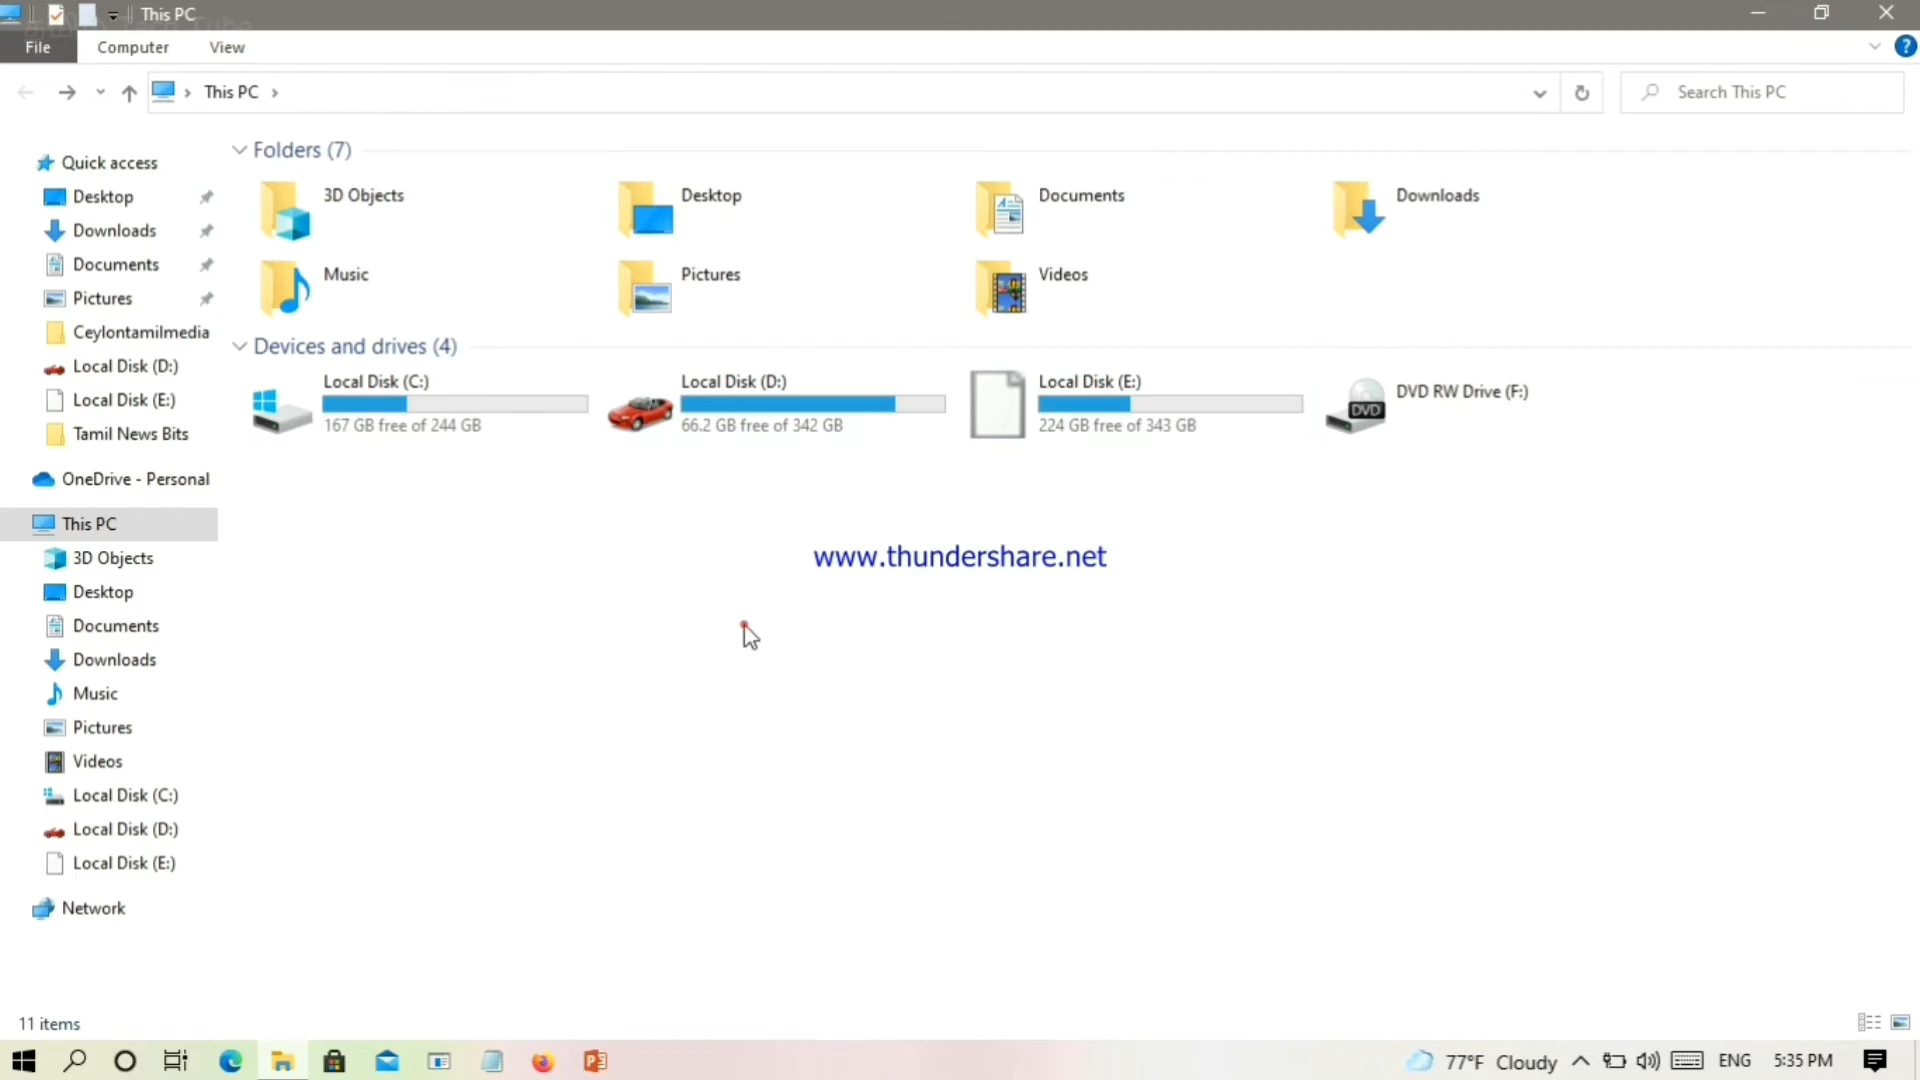 This PC
File
Computer
View
This PC
Search This PC
Quick access
Desktop
Downloads
Documents
Pictures
Ceylontamilmedia
Local Disk (D:)
Local Disk (E:)
Tamil News Bits
OneDrive - Personal
This PC
3D Objects
Desktop
Documents
Downloads
Music
Pictures
Videos
Local Disk (C:)
Local Disk (D:)
Local Disk (E:)
Network
Folders (7)
3D Objects
Desktop
Documents
Downloads
Music
Pictures
Videos
Devices and drives (4)
Local Disk (C:)
167 GB free of 244 GB
Local Disk (D:)
66.2 GB free of 342 GB
Local Disk (E:)
224 GB free of 343 GB
DVD RW Drive (F:)
DVD
www.thundershare.net
11 items
77°F Cloudy
ENG
5:35 PM